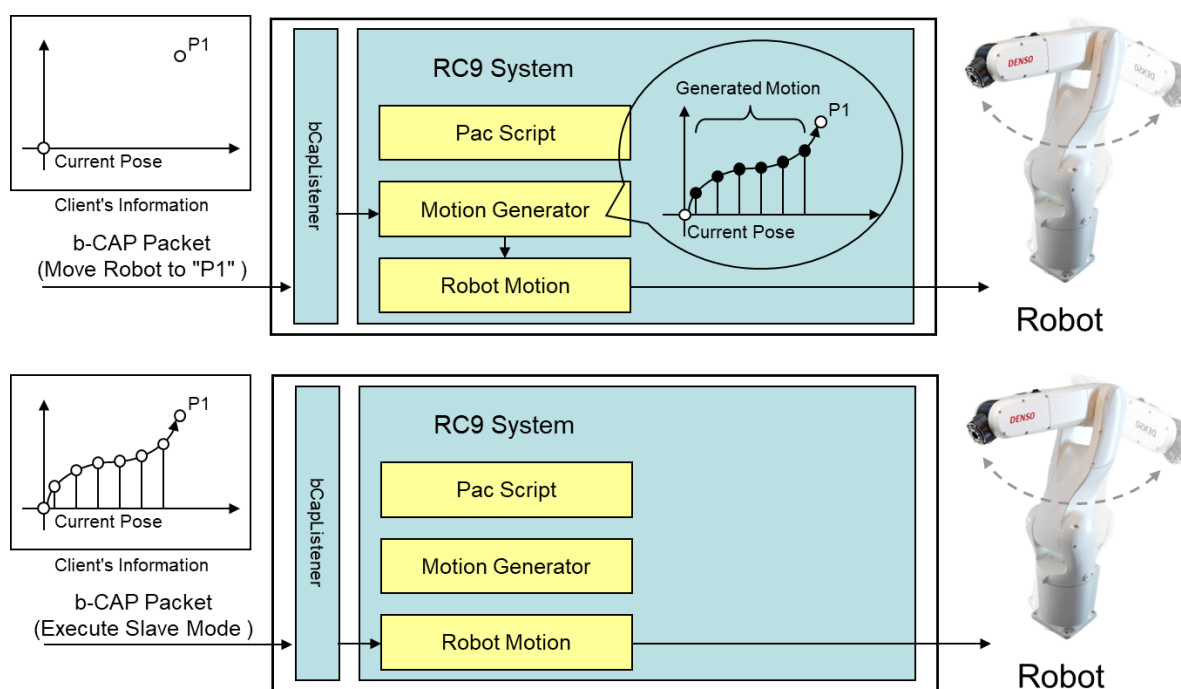 P1
Current Pose
Client's Information
b-CAP Packet
(Move Robot to "P1" )
bCapListener
RC9 System
Pac Script
Motion Generator
Robot Motion
Generated Motion
P1
Current Pose
DENSO
DENSO
Robot
P1
Current Pose
Client's Information
b-CAP Packet
(Execute Slave Mode )
bCapListener
RC9 System
Pac Script
Motion Generator
Robot Motion
DENSO
DENSO
Robot